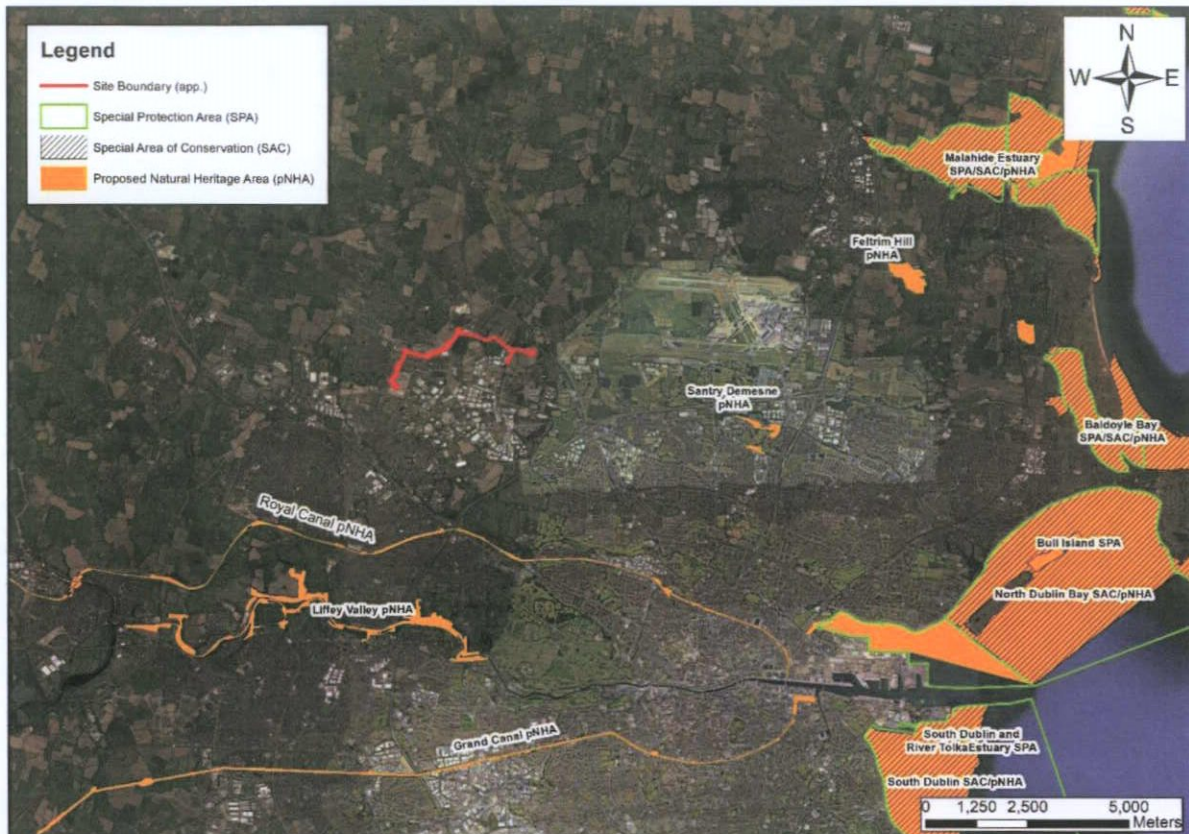 Legend
Site Boundary (app.)
Special Protection Area (SPA)
Special Area of Conservation (SAC)
Proposed Natural Heritage Area (pNHA)
N
W E
S
Malahide Estuary
SPA/SAC/pNHA
Feltrim Hill
pNHA
Santry Demesne
pNHA
Baldoyle Bay
SPA/SAC/pNHA
Royal Canal pNHA
Bull Island SPA
North Dublin Bay SAC/pNHA
Liffey Valley pNHA
Grand Canal pNHA
South Dublin and
River TolkaEstuary SPA
South Dublin SAC/pNHA
0 1,250 2,500 5,000
Meters